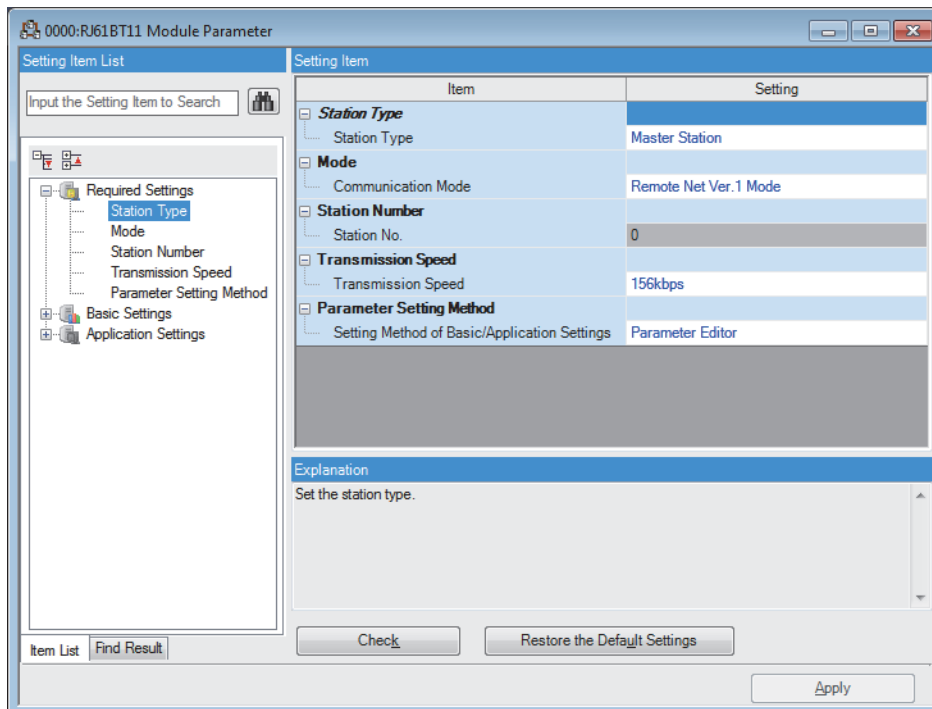 0000:RJ61BT11 Module Parameter
Setting Item List
Input the Setting Item to Search
Required Settings
Station Type
Mode
Station Number
Transmission Speed
Parameter Setting Method
Basic Settings
Application Settings
Item List
Find Result
Setting Item
Item Setting
Station Type
Station Type Master Station
Mode
Communication Mode Remote Net Ver.1 Mode
Station Number
Station No. 0
Transmission Speed
Transmission Speed 156kbps
Parameter Setting Method
Setting Method of Basic/Application Settings Parameter Editor
Explanation
Set the station type.
Check Restore the Default Settings
Apply